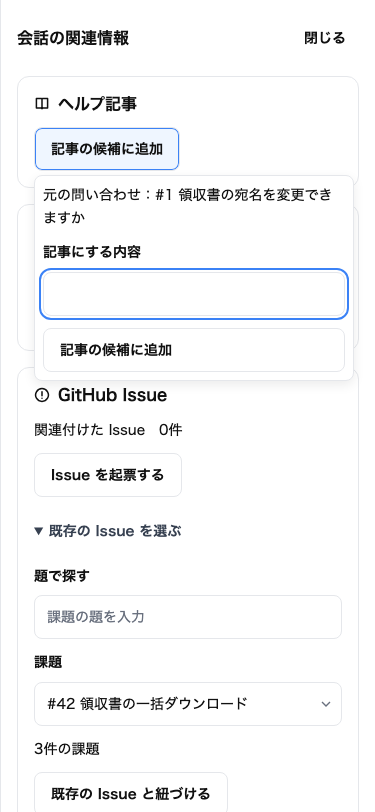 会話の関連情報
閉じる
ヘルプ記事
記事の候補に追加
元の問い合わせ：#1 領収書の宛名を変更でき
ますか
記事にする内容
記事の候補に追加
GitHub Issue
関連付けた Issue 0件
Issue を起票する
▼ 既存の Issue を選ぶ
題で探す
課題の題を入力
課題
#42 領収書の一括ダウンロード
3件の課題
既存の Issue と紐づける